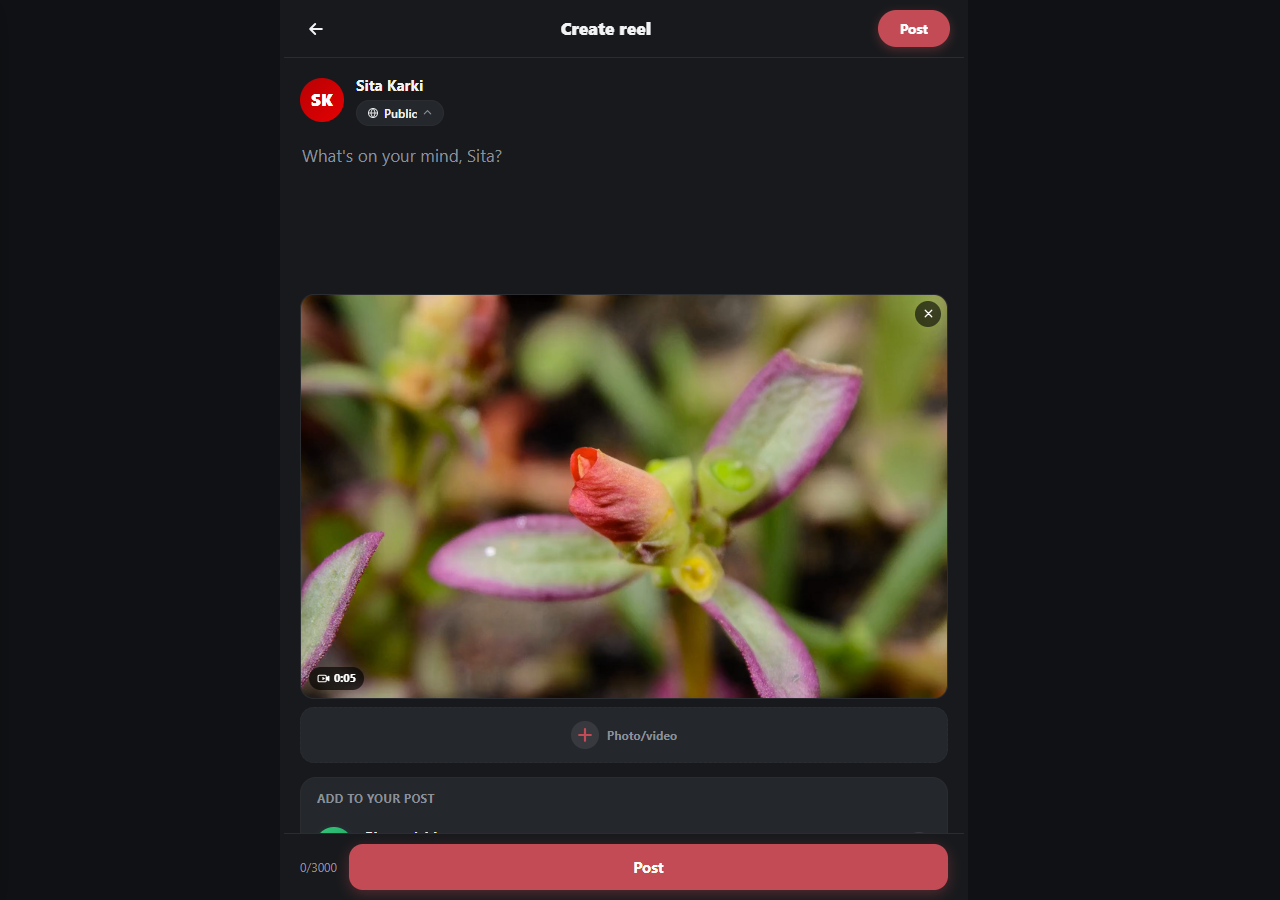 Create reel
Post
SK
Sita Karki
Public
What's on your mind, Sita?
0:05
Photo/video
ADD TO YOUR POST
0/3000
Post